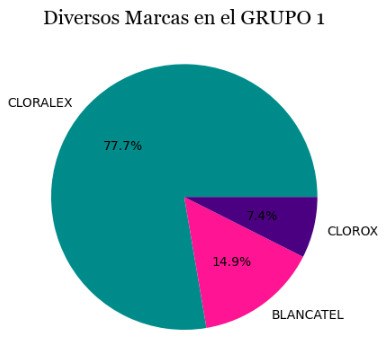 Diversos Marcas en el GRUPO 1
CLORALEX
77.7%
7.4%
CLOROX
14.9%
BLANCATEL